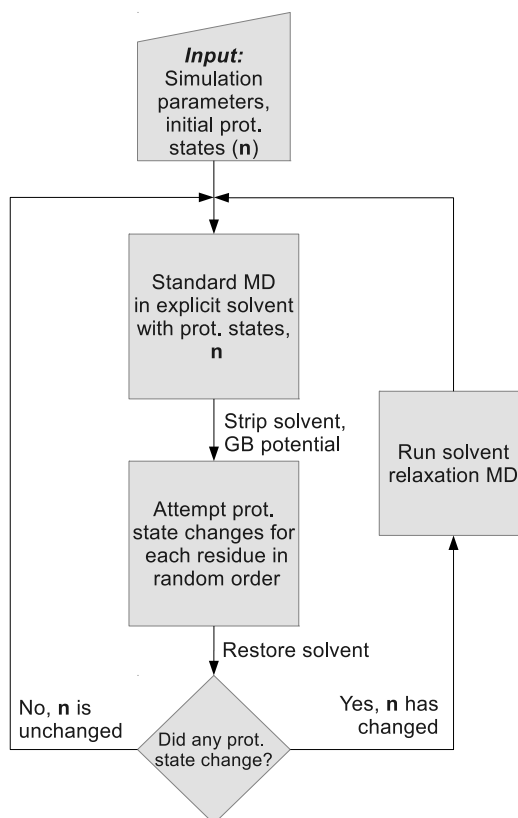 Input:
Simulation
parameters,
initial prot.
states (n)
Standard MD
in explicit solvent
with prot. states,
n
Strip solvent,
GB potential
Run solvent
relaxation MD
Attempt prot.
state changes for
each residue in
random order
Restore solvent
No, n is
unchanged
Yes, n has
changed
Did any prot.
state change?